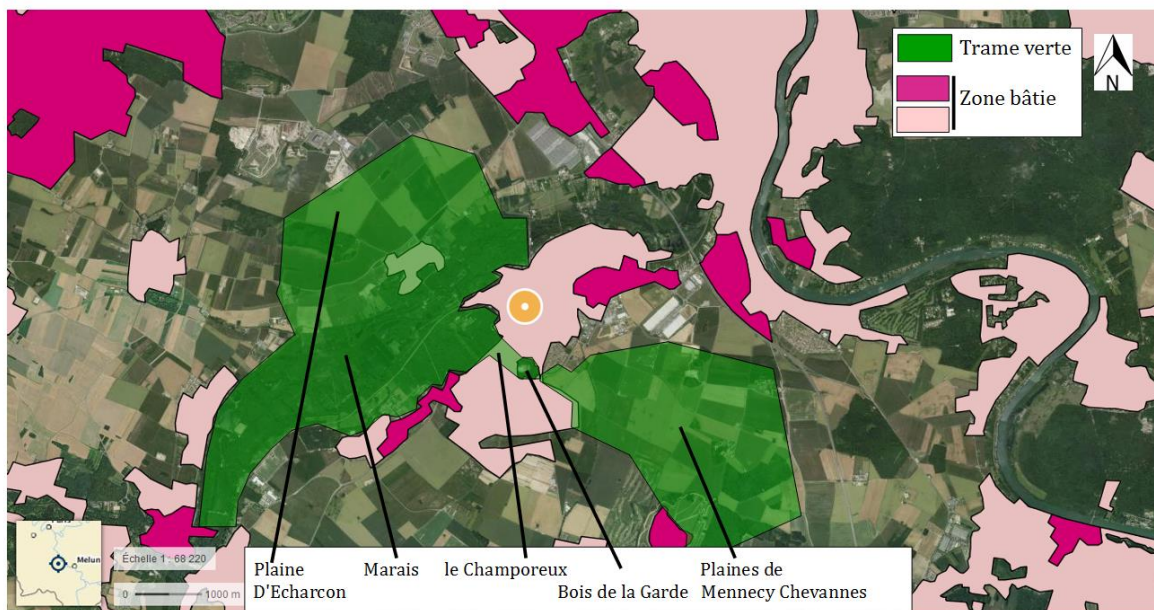 Trame verte
Zone bâtie
N
Melun
Échelle 1 : 68 220
0 1000 m
Plaine
D'Echarcon
Marais
le Champoreux
Bois de la Garde
Plaines de
Mennecy Chevannes